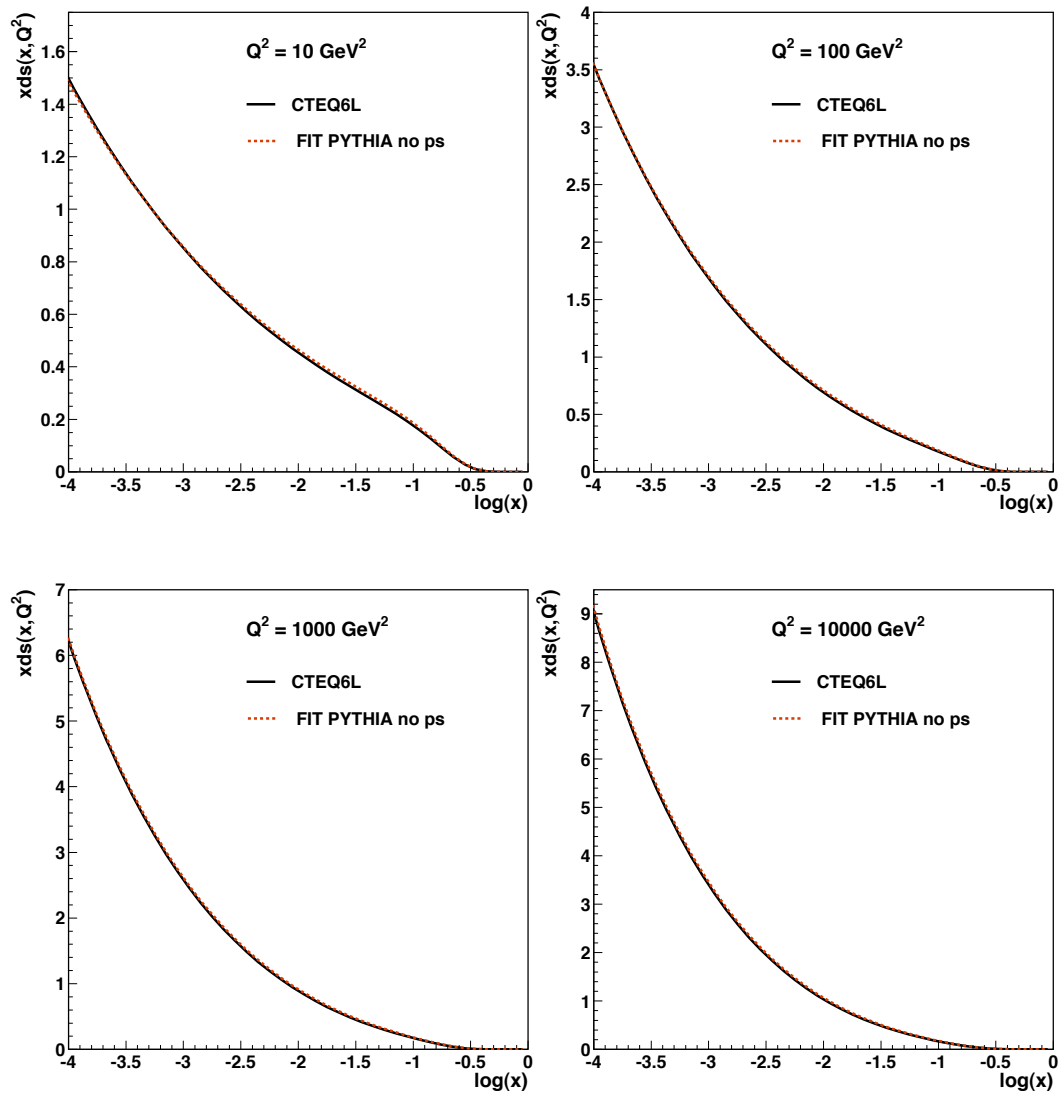 xds(x,Q²)
Q² = 10 GeV²
CTEQ6L
FIT PYTHIA no ps
1.6
1.4
1.2
1
0.8
0.6
0.4
0.2
0
-4 -3.5 -3 -2.5 -2 -1.5 -1 -0.5 0
log(x)
xds(x,Q²)
Q² = 100 GeV²
CTEQ6L
FIT PYTHIA no ps
4
3.5
3
2.5
2
1.5
1
0.5
0
-4 -3.5 -3 -2.5 -2 -1.5 -1 -0.5 0
log(x)
xds(x,Q²)
Q² = 1000 GeV²
CTEQ6L
FIT PYTHIA no ps
7
6
5
4
3
2
1
0
-4 -3.5 -3 -2.5 -2 -1.5 -1 -0.5 0
log(x)
xds(x,Q²)
Q² = 10000 GeV²
CTEQ6L
FIT PYTHIA no ps
9
8
7
6
5
4
3
2
1
0
-4 -3.5 -3 -2.5 -2 -1.5 -1 -0.5 0
log(x)